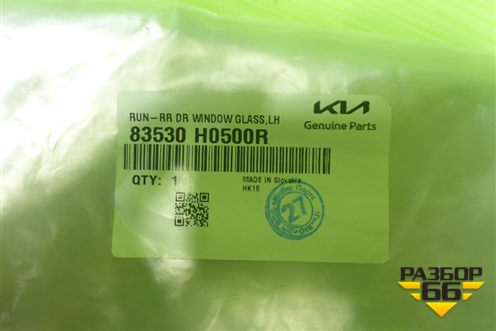 RUN-RR DR WINDOW GLASS,LH
KIA
83530 H0500R
Genuine Parts
QTY: 1
MADE IN Slovakia
HK16
27
РАЗБОР
66